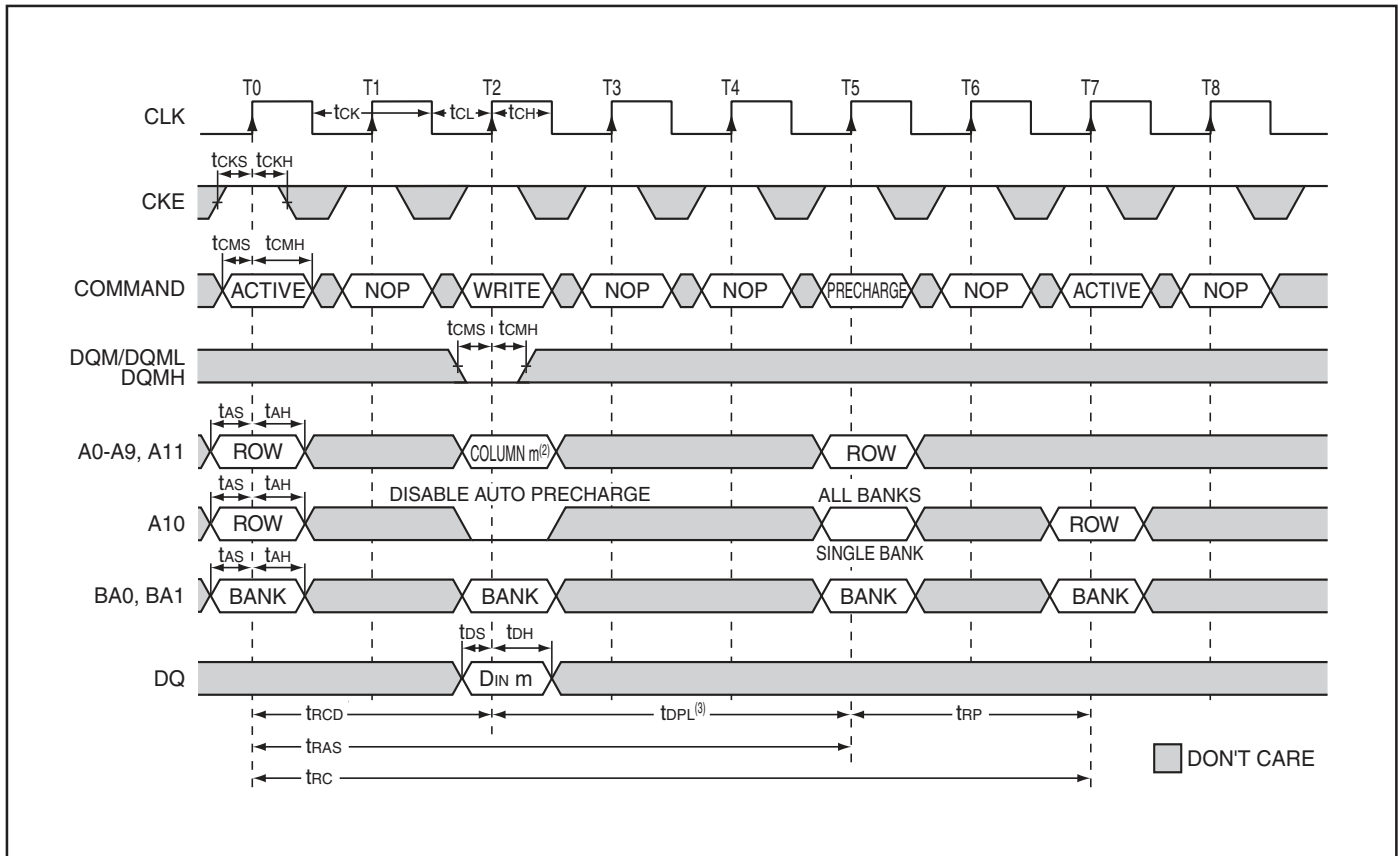 T0 T1 T2 T3 T4 T5 T6 T7 T8
CLK tCK tCL tCH
tCKS tCKH
CKE
tCMS tCMH
COMMAND ACTIVE NOP WRITE NOP NOP PRECHARGE NOP ACTIVE NOP
tCMS tCMH
DQM/DQML
DQMH
tAS tAH
A0-A9, A11 ROW COLUMN m(2) ROW
tAS tAH DISABLE AUTO PRECHARGE ALL BANKS
A10 ROW ROW
tAS tAH SINGLE BANK
BA0, BA1 BANK BANK BANK BANK
tDS tDH
DQ DIN m
tRCD tDPL(3) tRP
tRAS
DON'T CARE
tRC